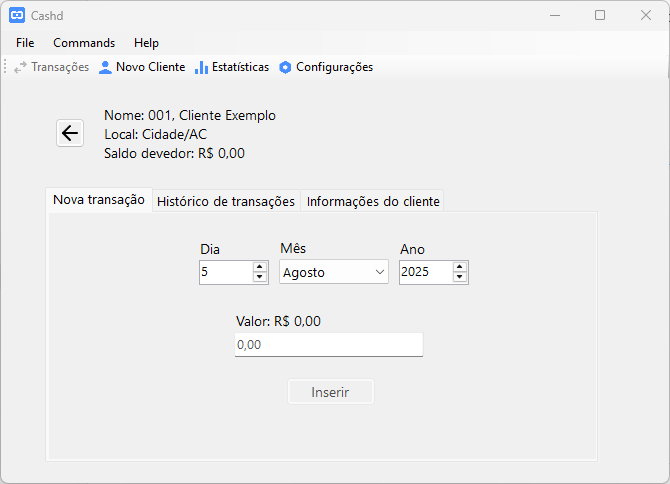 Cashd
File Commands Help
Transações Novo Cliente Estatísticas Configurações
Nome: 001, Cliente Exemplo
Local: Cidade/AC
Saldo devedor: R$ 0,00
Nova transação Histórico de transações Informações do cliente
Dia Mês Ano
5 Agosto 2025
Valor: R$ 0,00
0,00
Inserir